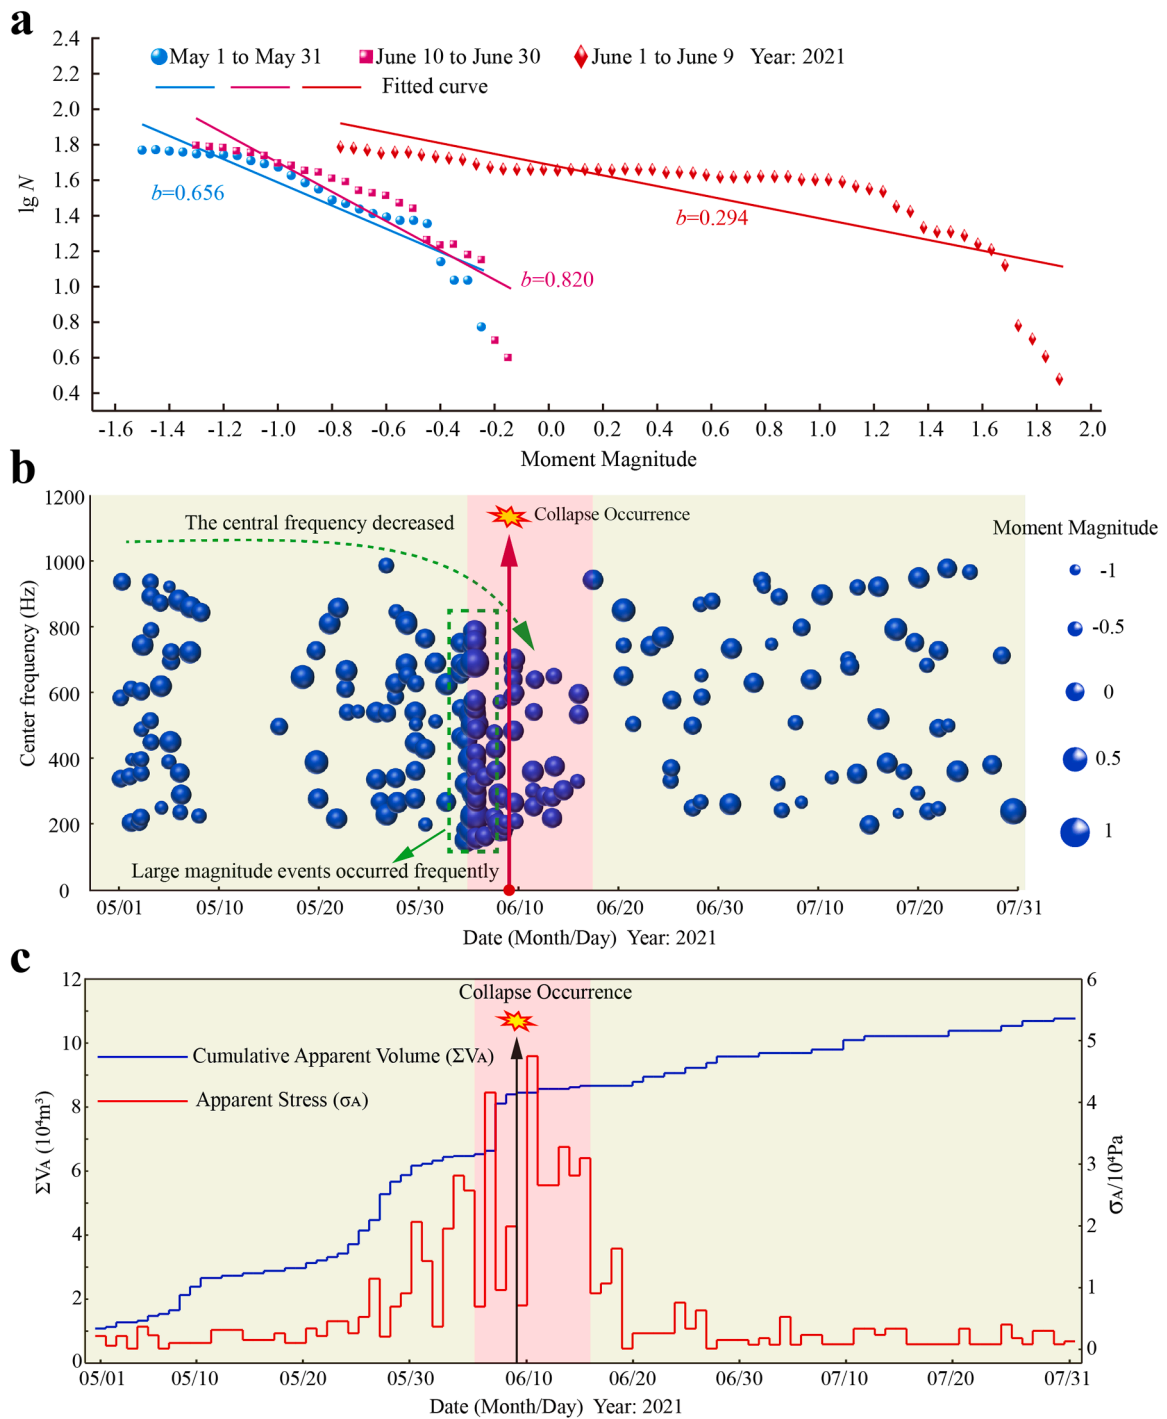 a
2.4
2.2
2.0
1.8
1.6
1.4
1.2
1.0
0.8
0.6
0.4
lg N
May 1 to May 31
June 10 to June 30
June 1 to June 9 Year: 2021
Fitted curve
b=0.656
b=0.294
b=0.820
-1.6 -1.4 -1.2 -1.0 -0.8 -0.6 -0.4 -0.2 0.0 0.2 0.4 0.6 0.8 1.0 1.2 1.4 1.6 1.8 2.0
Moment Magnitude
b
1200
1000
800
600
400
200
0
Center frequency (Hz)
The central frequency decreased
Collapse Occurrence
Large magnitude events occurred frequently
Moment Magnitude
-1
-0.5
0
0.5
1
05/01 05/10 05/20 05/30 06/10 06/20 06/30 07/10 07/20 07/31
Date (Month/Day) Year: 2021
c
12
10
8
6
4
2
0
ΣVA (10⁴m³)
Collapse Occurrence
Cumulative Apparent Volume (ΣVA)
Apparent Stress (σA)
6
5
4
3
2
1
0
σA/10⁴Pa
05/01 05/10 05/20 05/30 06/10 06/20 06/30 07/10 07/20 07/31
Date (Month/Day) Year: 2021